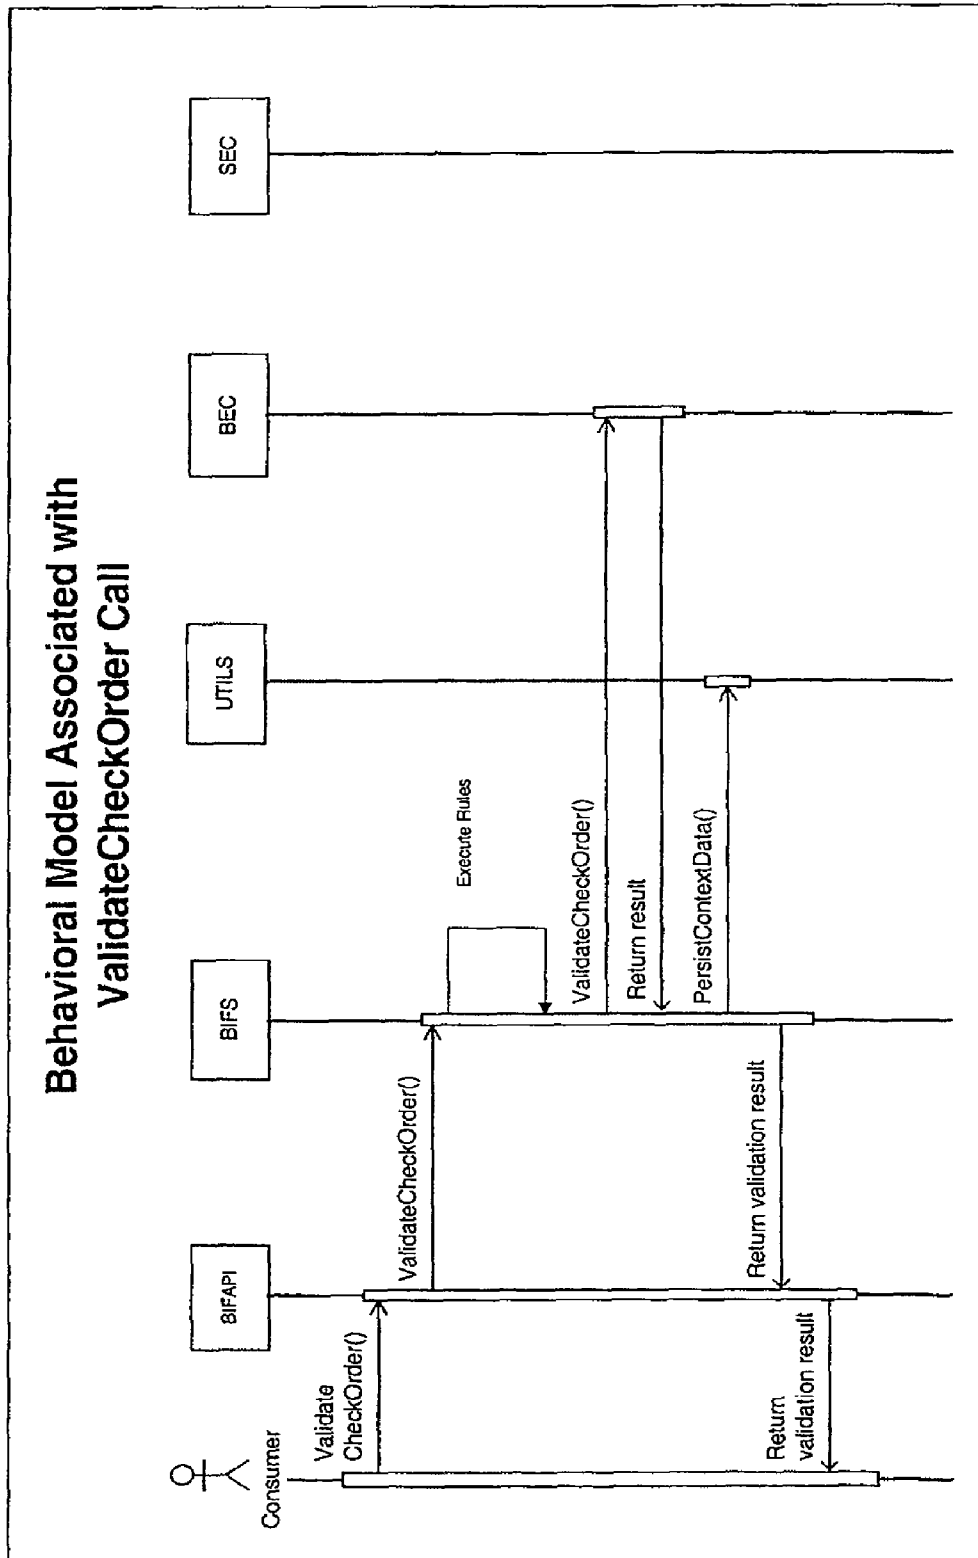 Behavioral Model Associated with
ValidateCheckOrder Call
Consumer
BIFAPI
BIFS
UTILS
BEC
SEC
Validate
CheckOrder()
ValidateCheckOrder()
Execute Rules
ValidateCheckOrder()
Return result
PersistContextData()
Return validation result
Return
validation result